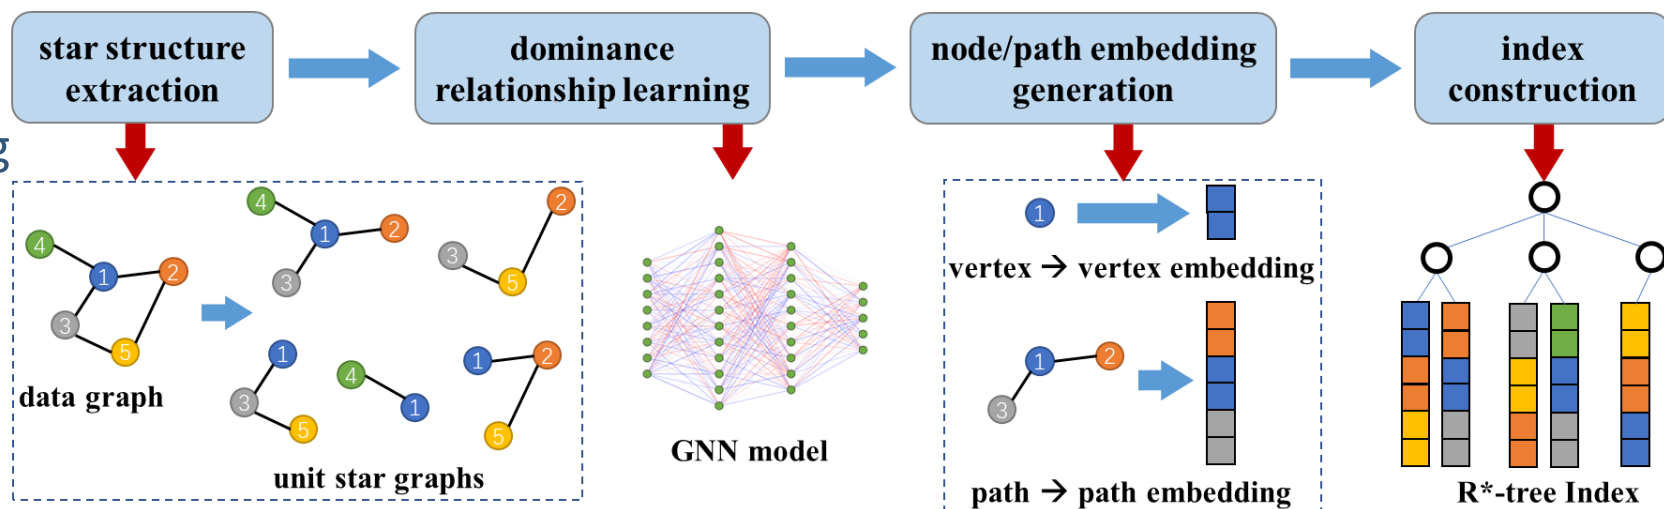 star structure
extraction
dominance
relationship learning
node/path embedding
generation
index
construction
g
4
1
2
3
5
data graph
4
1
2
3
3
5
2
1
3
5
4
1
1
2
5
unit star graphs
GNN model
1
vertex → vertex embedding
1
2
3
path → path embedding
R*-tree Index